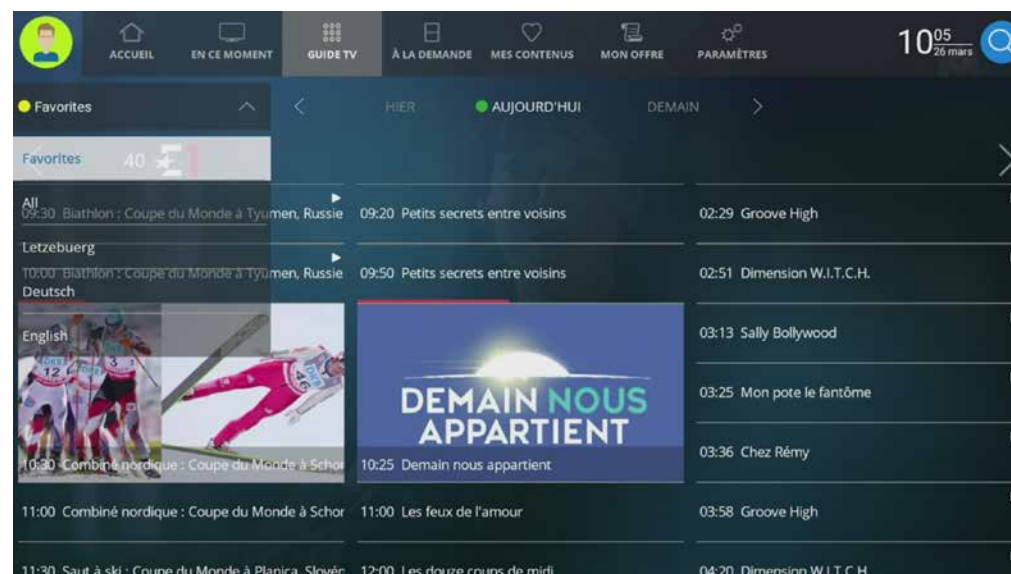 ACCUEIL
EN CE MOMENT
GUIDE TV
À LA DEMANDE
MES CONTENUS
MON OFFRE
PARAMÈTRES
10 05
26 mars
Favorites
HIER
AUJOURD'HUI
DEMAIN
Favorites
40
All
Letzebuerg
Deutsch
English
09:30 Biathlon : Coupe du Monde à Tyumen, Russie
10:00 Biathlon : Coupe du Monde à Tyumen, Russie
12
3
46
10:30 Combiné nordique : Coupe du Monde à Schor
11:00 Combiné nordique : Coupe du Monde à Schor
11:30 Saut à ski : Coupe du Monde à Planica, Slovén
09:20 Petits secrets entre voisins
09:50 Petits secrets entre voisins
DEMAIN NOUS
APPARTIENT
10:25 Demain nous appartient
11:00 Les feux de l'amour
12:00 Les douze coups de midi
02:29 Groove High
02:51 Dimension W.I.T.C.H.
03:13 Sally Bollywood
03:25 Mon pote le fantôme
03:36 Chez Rémy
03:58 Groove High
04:20 Dimension W.I.T.C.H.